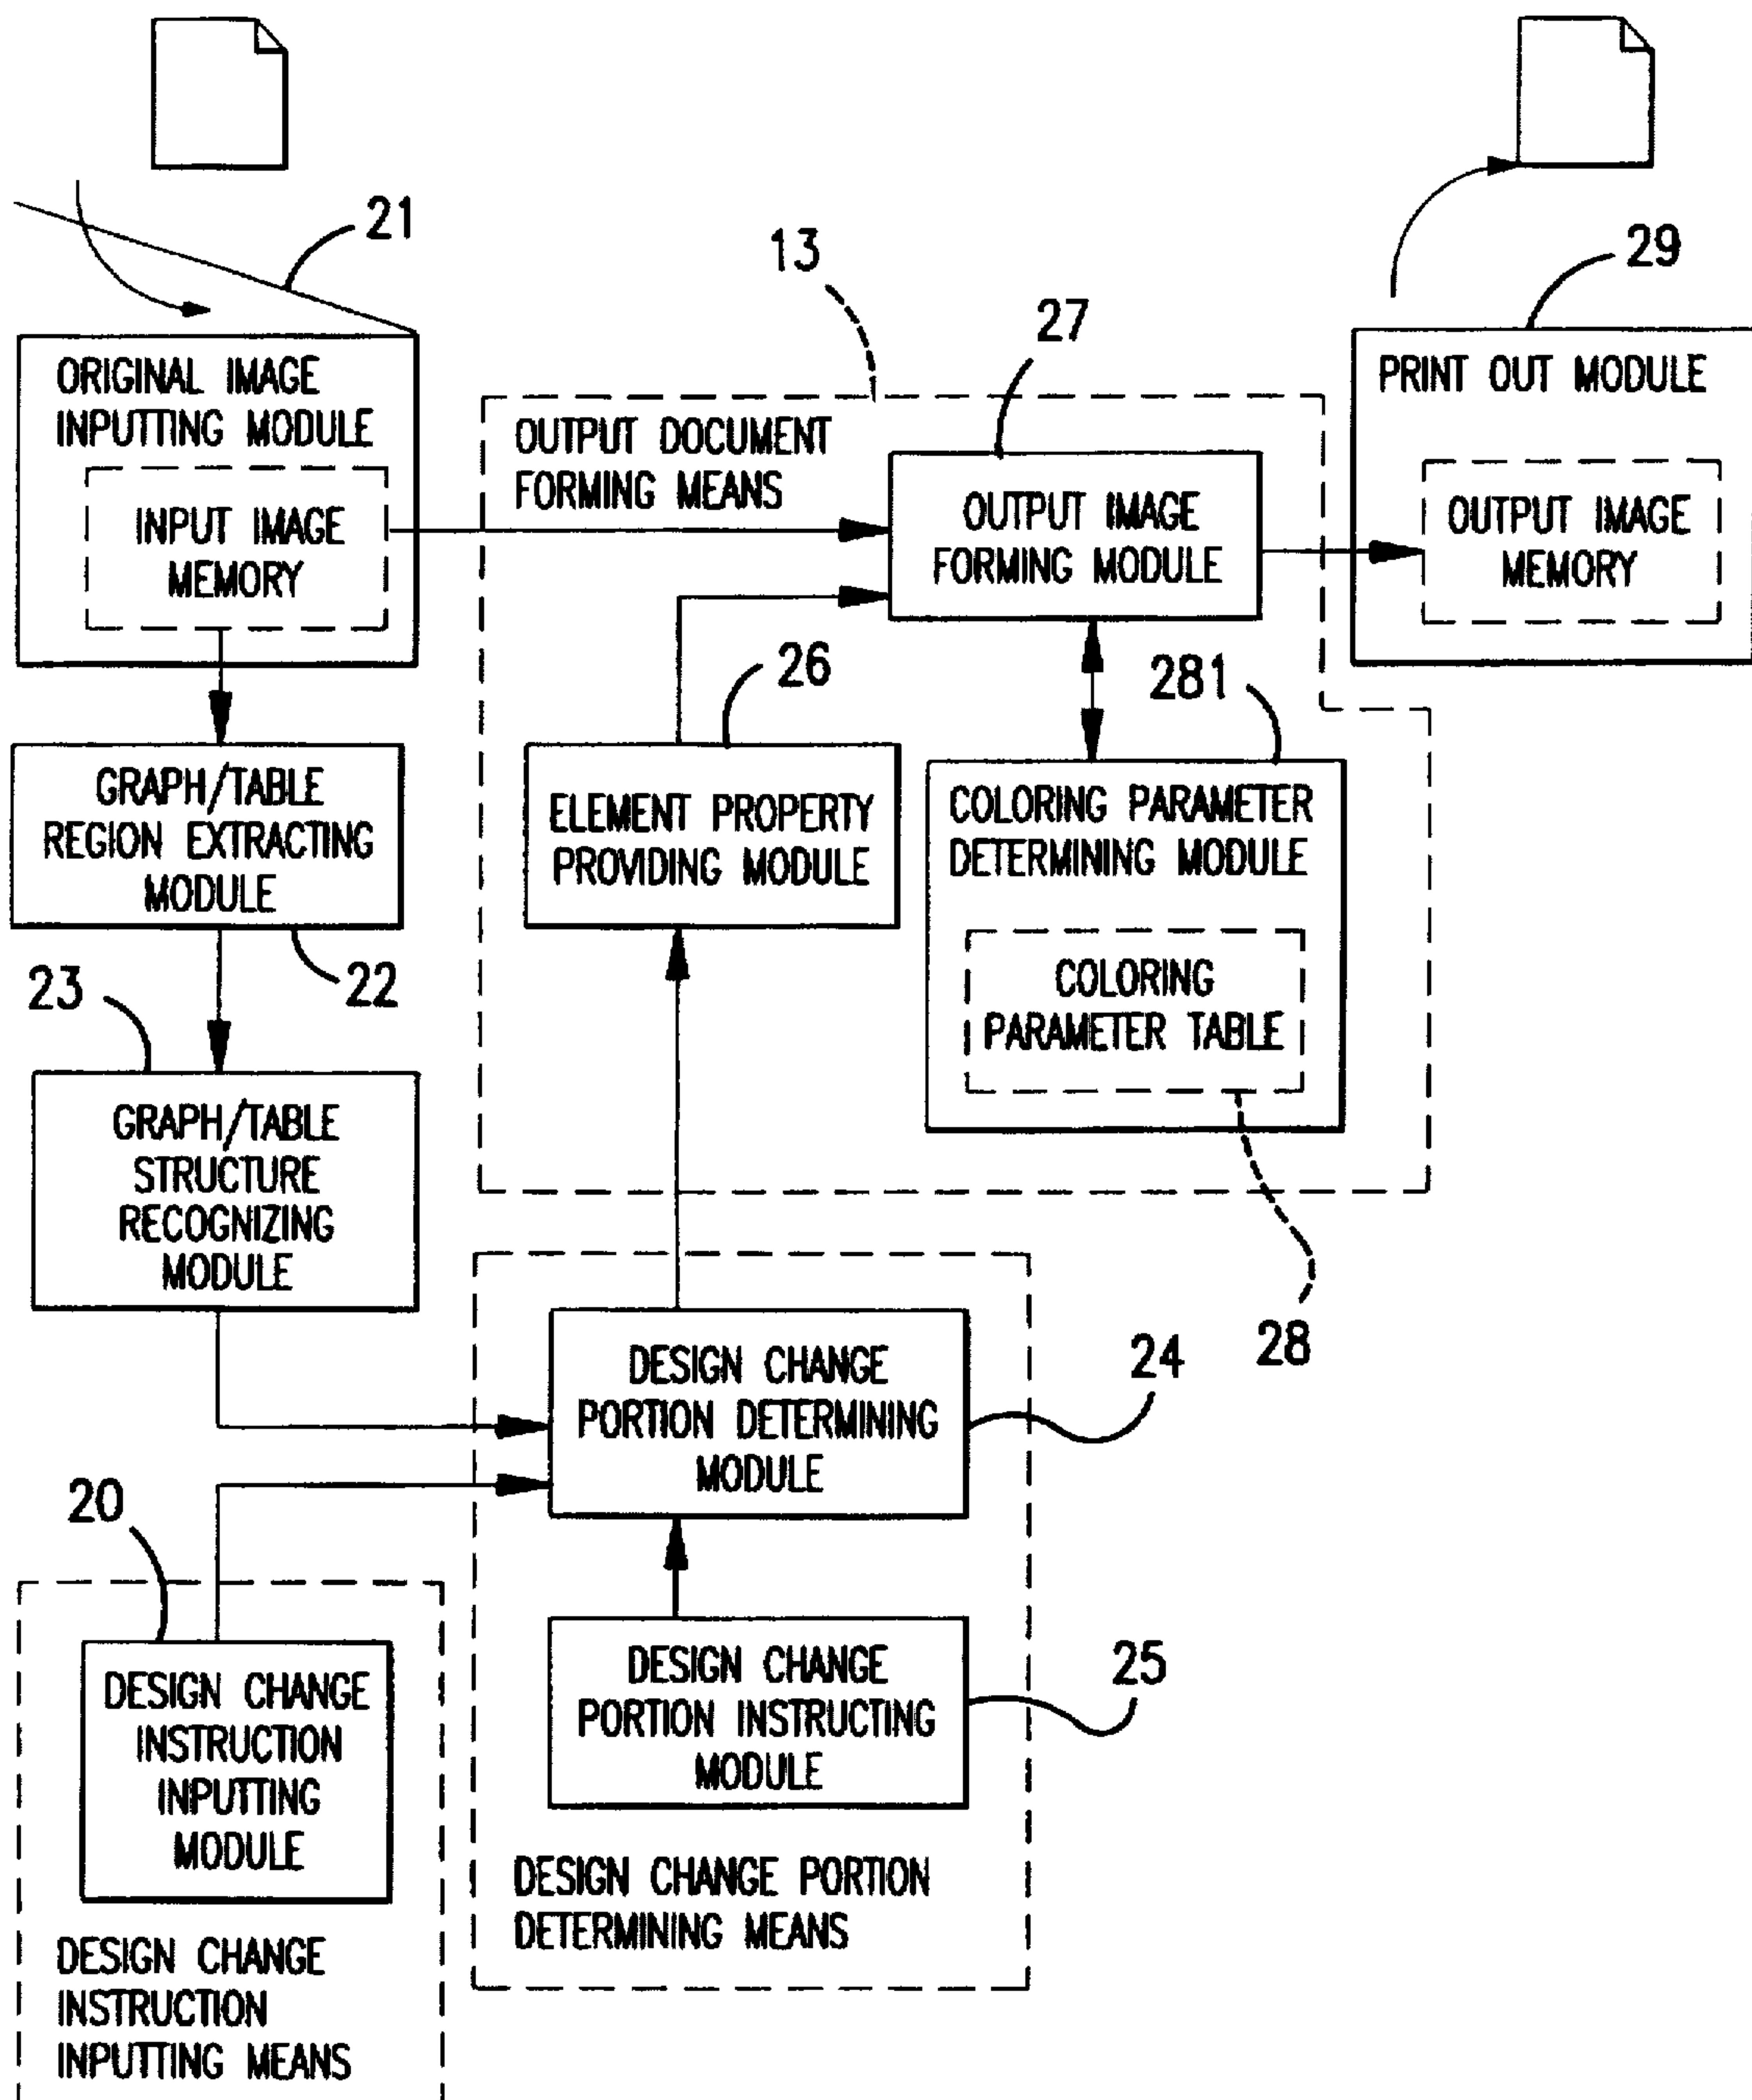 21
ORIGINAL IMAGE
INPUTTING MODULE
INPUT IMAGE
MEMORY
13
OUTPUT DOCUMENT
FORMING MEANS
27
OUTPUT IMAGE
FORMING MODULE
29
PRINT OUT MODULE
OUTPUT IMAGE
MEMORY
GRAPH/TABLE
REGION EXTRACTING
MODULE
22
26
ELEMENT PROPERTY
PROVIDING MODULE
281
COLORING PARAMETER
DETERMINING MODULE
COLORING
PARAMETER TABLE
28
23
GRAPH/TABLE
STRUCTURE
RECOGNIZING
MODULE
DESIGN CHANGE
PORTION DETERMINING
MODULE
24
20
DESIGN CHANGE
INSTRUCTION
INPUTTING
MODULE
DESIGN CHANGE
INSTRUCTION
INPUTTING MEANS
DESIGN CHANGE
PORTION INSTRUCTING
MODULE
25
DESIGN CHANGE PORTION
DETERMINING MEANS